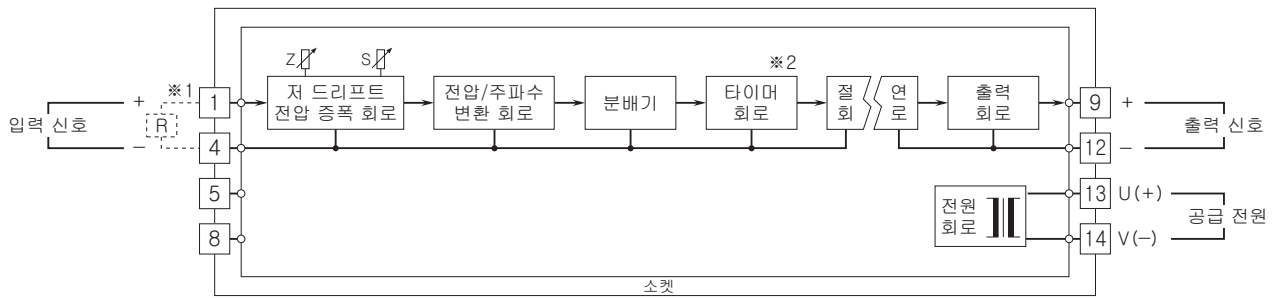 Z
S
※1
※2
입력 신호
+
−
R
1
4
5
8
저 드리프트
전압 증폭 회로
전압/주파수
변환 회로
분배기
타이머
회로
절 연
회 로
출력
회로
전원
회로
9 +
12 −
13 U(+)
14 V(−)
출력 신호
공급 전원
소켓